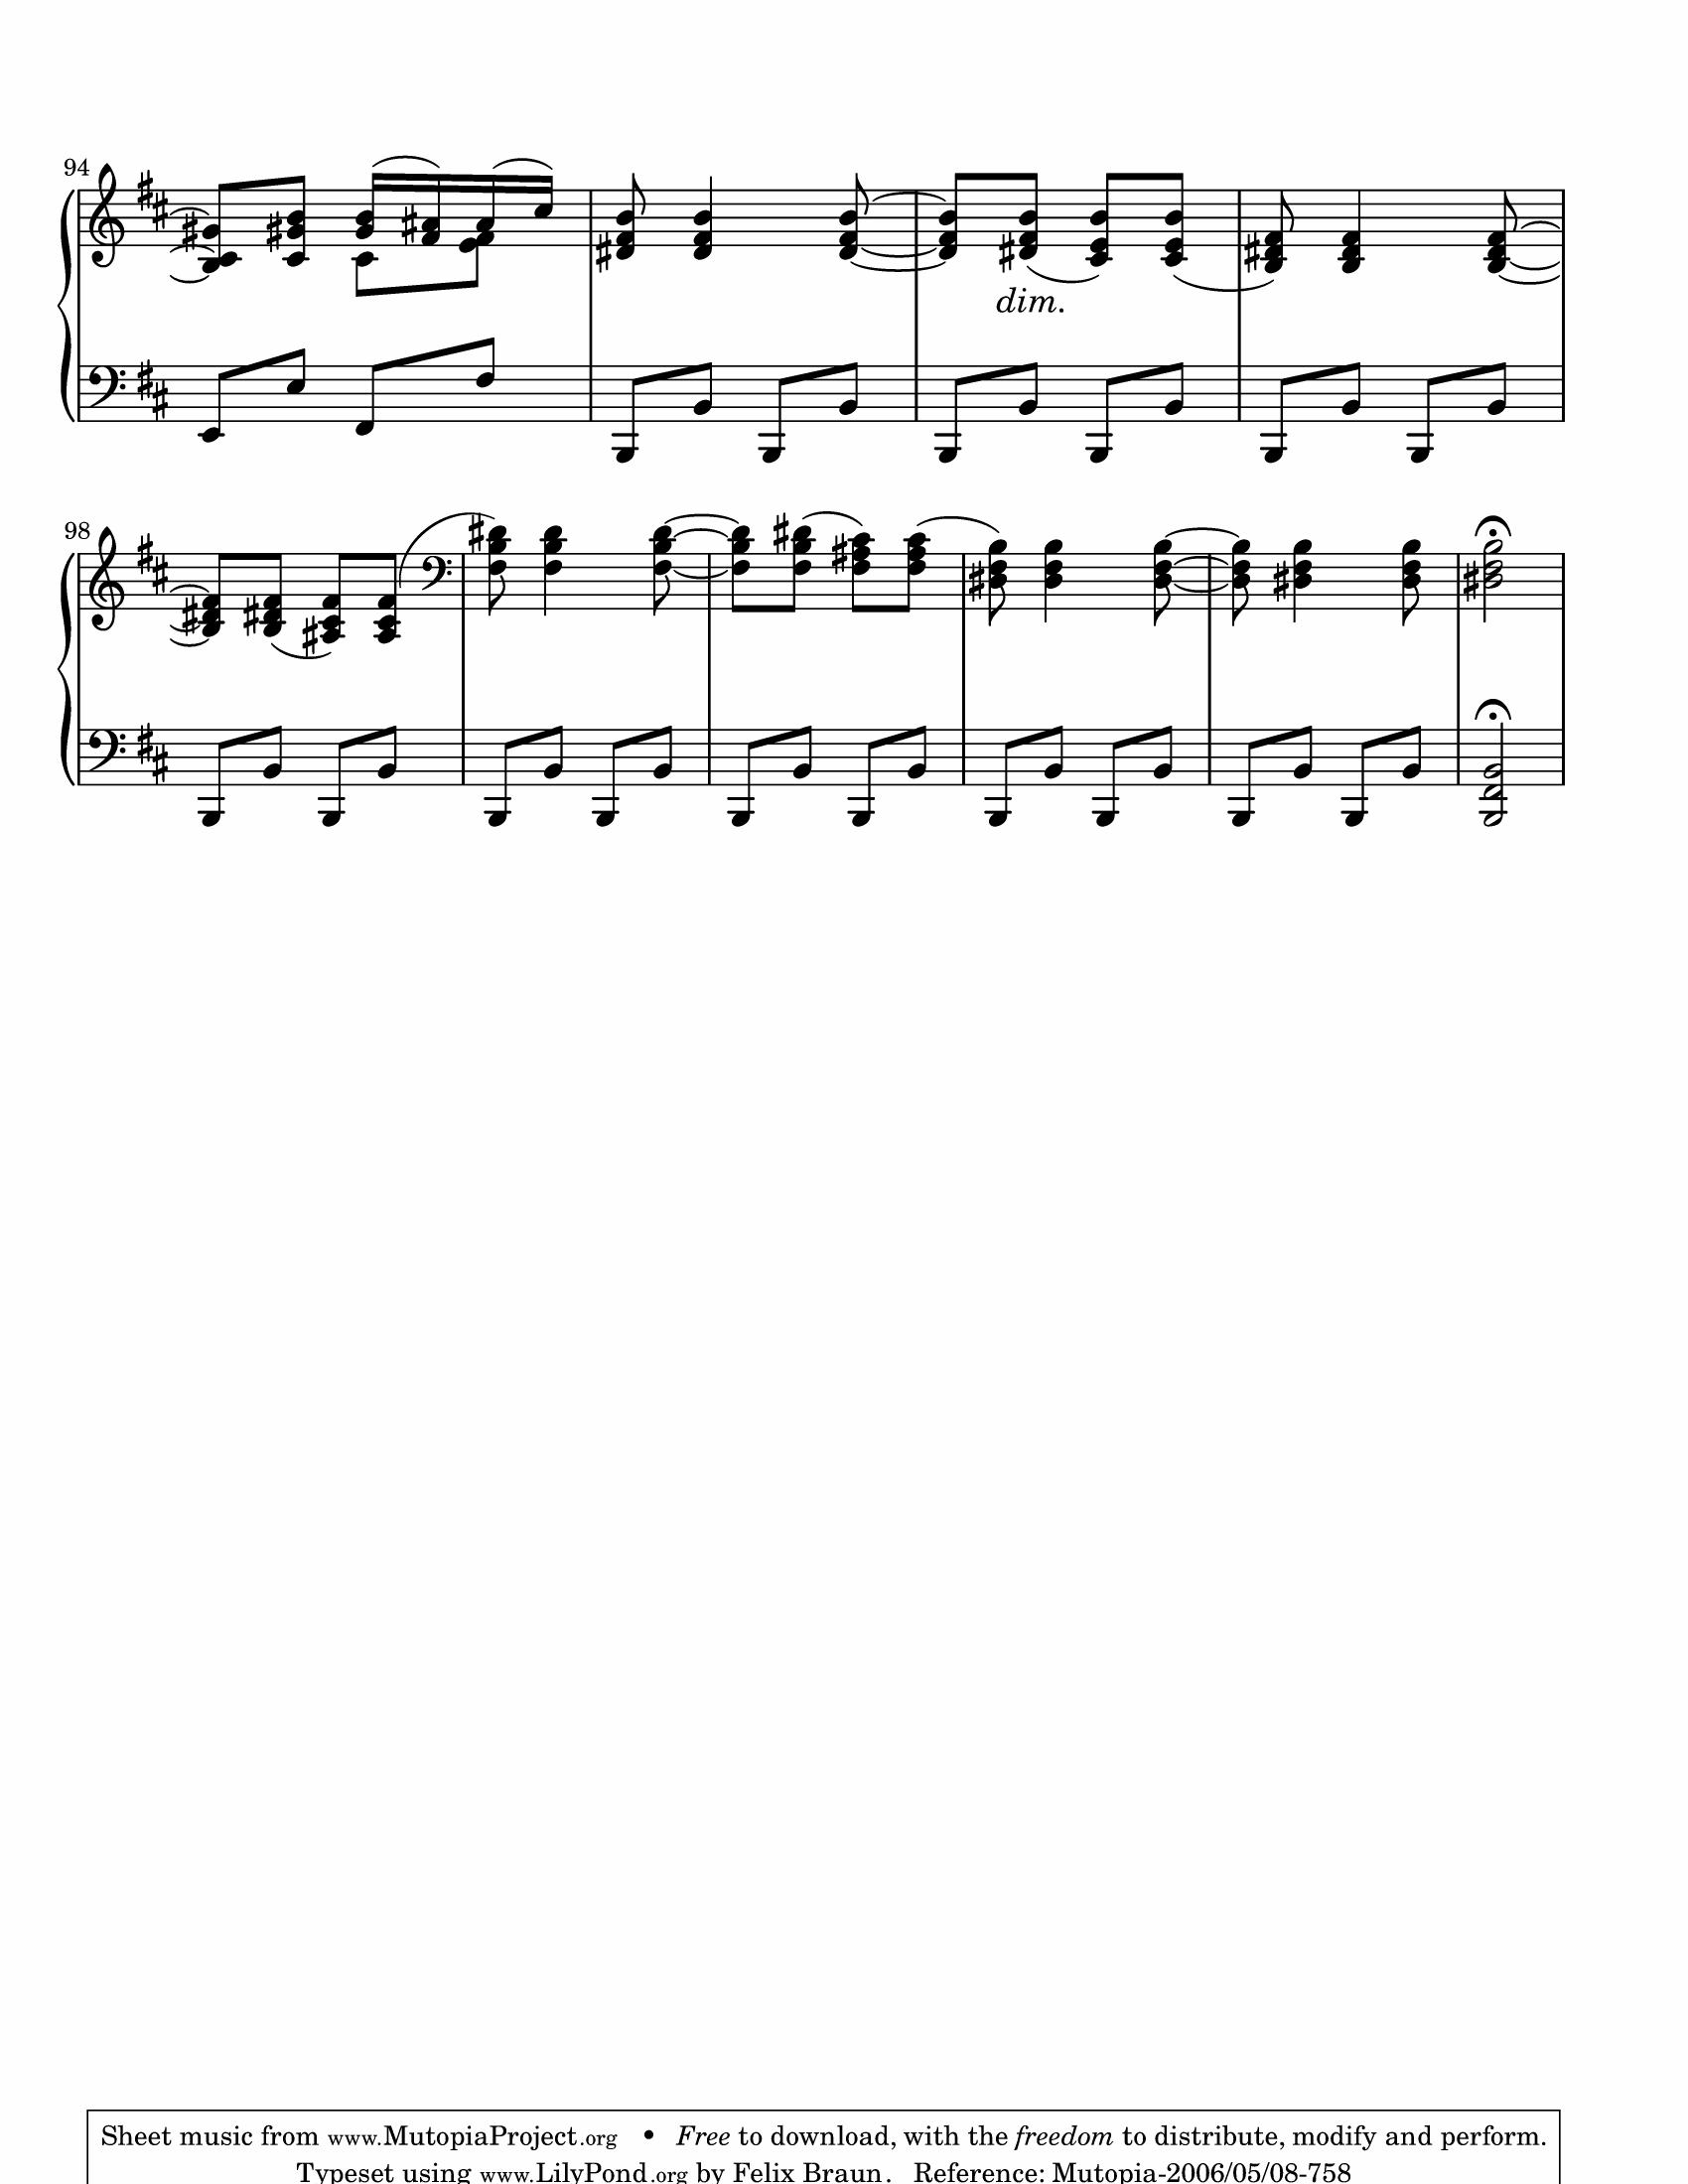 94
dim.
98
Sheet music from www.MutopiaProject.org • Free to download, with the freedom to distribute, modify and perform.
Typeset using www.LilyPond.org by Felix Braun. Reference: Mutopia-2006/05/08-758